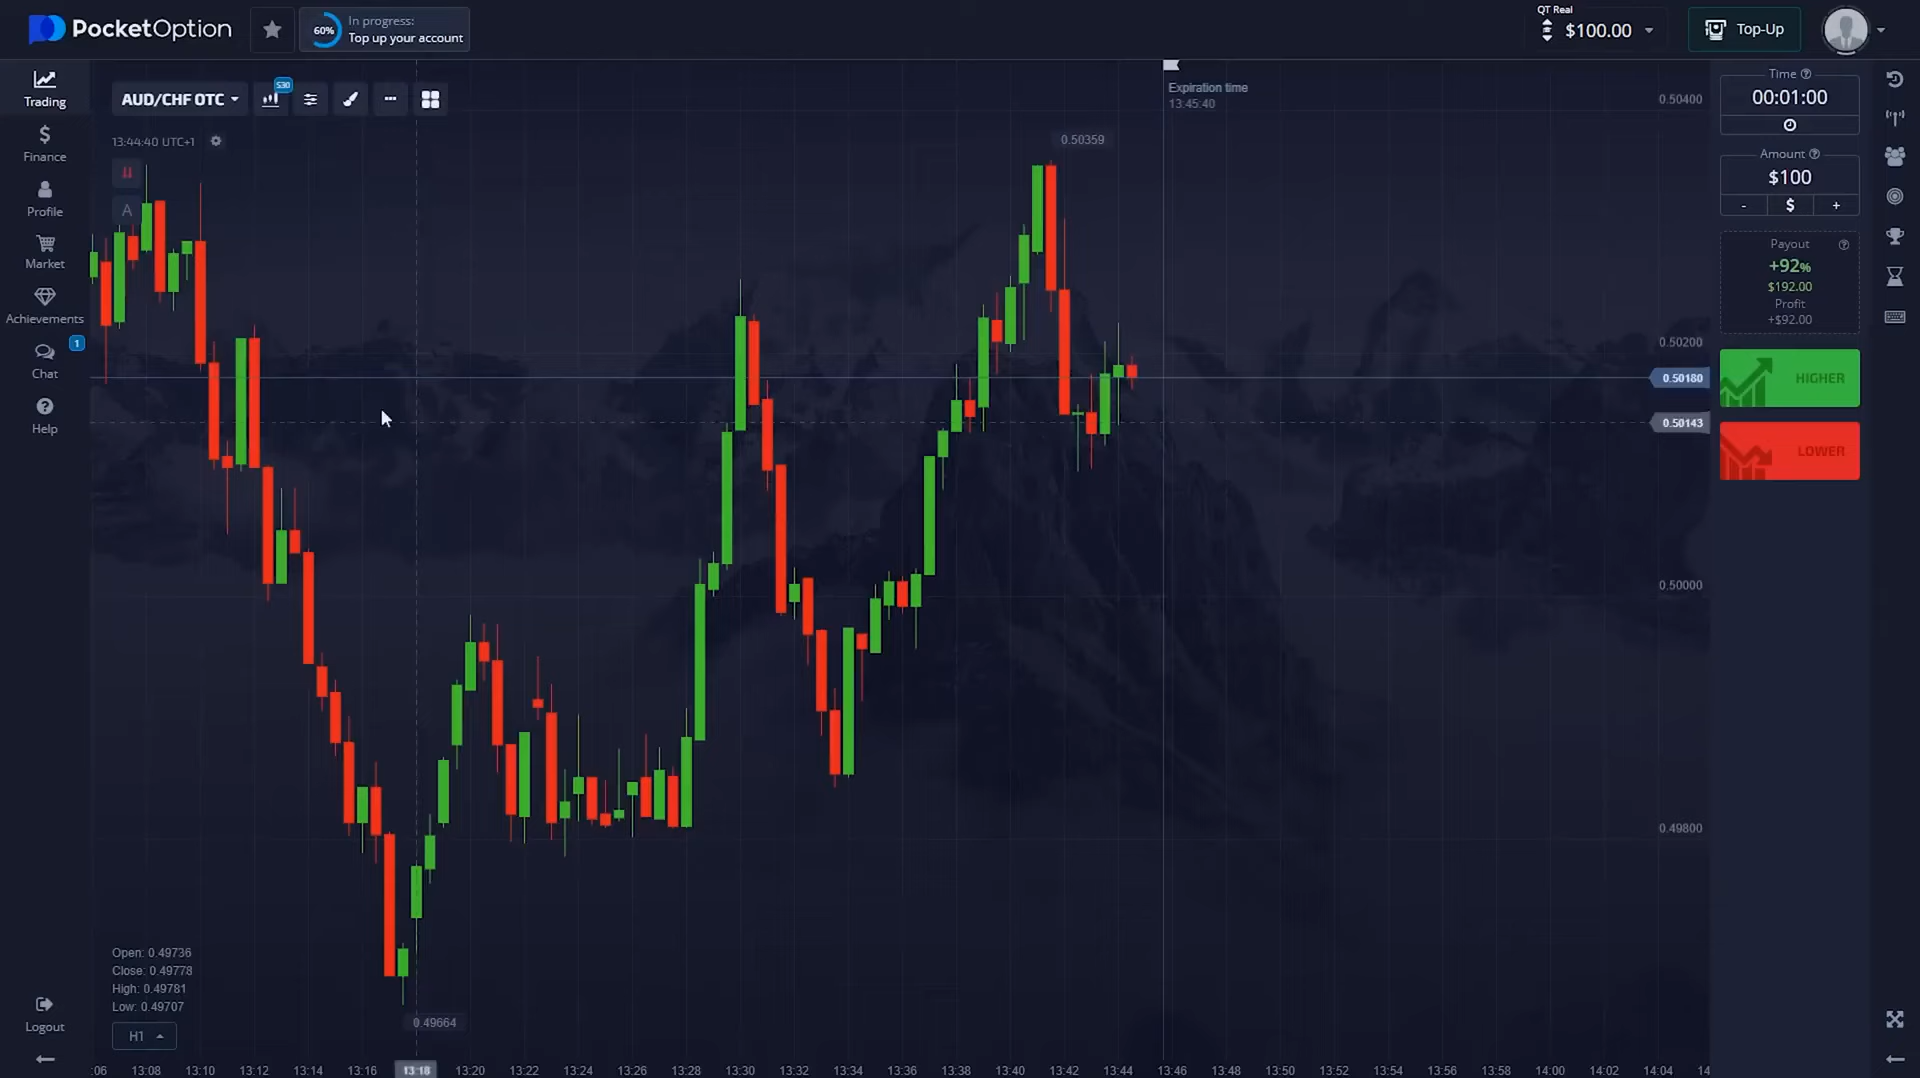 PocketOption
60%
In progress:
Top up your account
QT Real
$100.00
Top-Up
Trading
Finance
Profile
Market
Achievements
1
Chat
Help
Logout
AUD/CHF OTC
S30
13:44:40 UTC+1
A
0.50359
Expiration time
13:45:40
0.50400
0.50200
0.50180
0.50143
0.50000
0.49800
0.49664
Open: 0.49736
Close: 0.49778
High: 0.49781
Low: 0.49707
H1
:06 13:08 13:10 13:12 13:14 13:16 13:18 13:20 13:22 13:24 13:26 13:28 13:30 13:32 13:34 13:36 13:38 13:40 13:42 13:44 13:46 13:48 13:50 13:52 13:54 13:56 13:58 14:00 14:02 14:04 14
Time
00:01:00
Amount
$100
- $ +
Payout
+92%
$192.00
Profit
+$92.00
HIGHER
LOWER